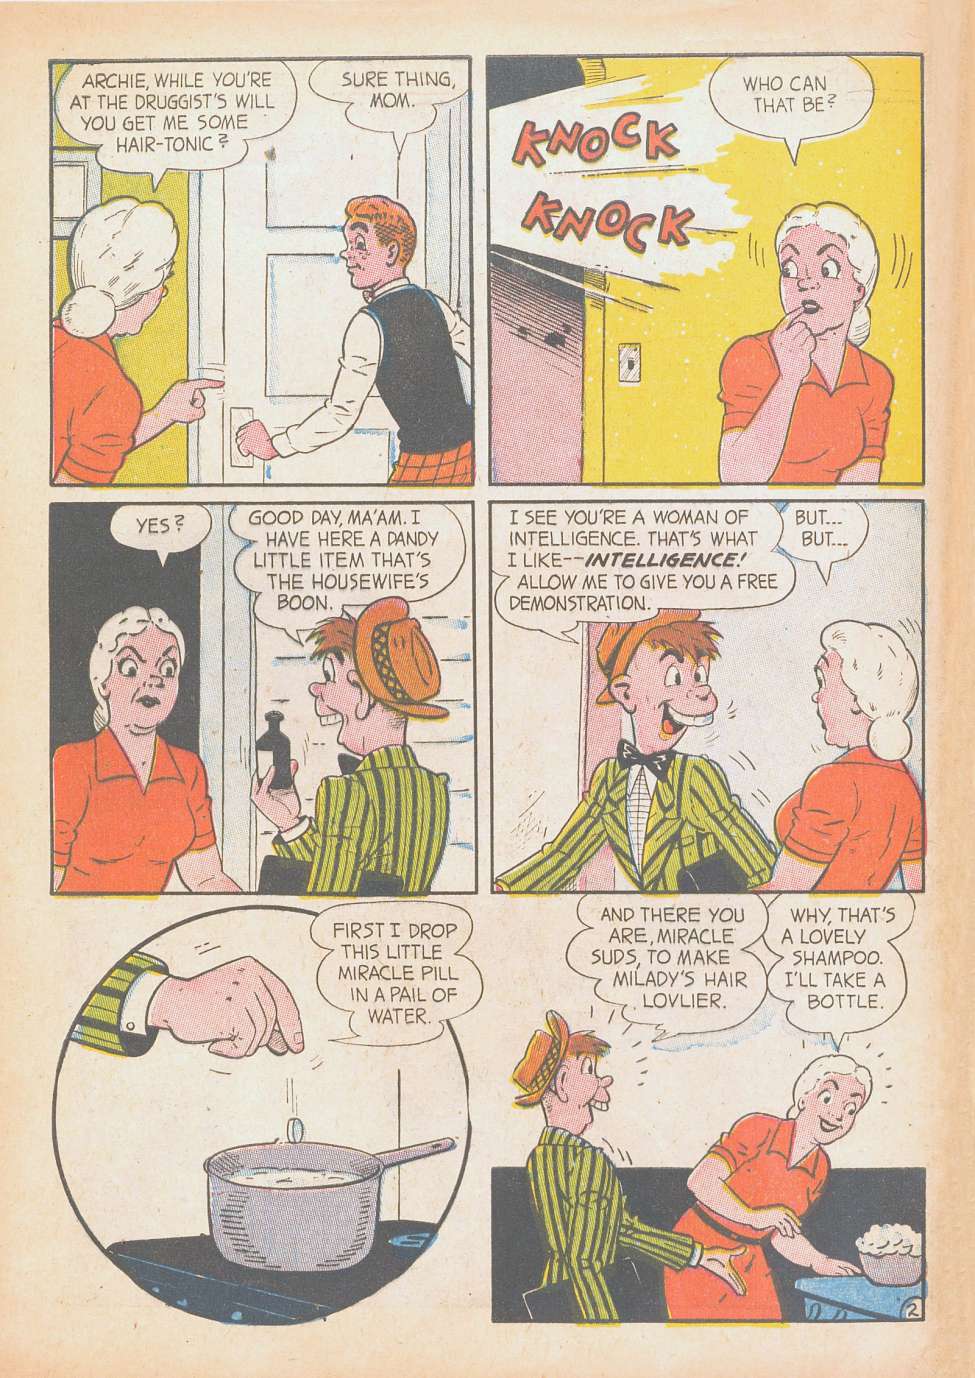 ARCHIE, WHILE YOU'RE
AT THE DRUGGIST'S WILL
YOU GET ME SOME
HAIR-TONIC?
SURE THING,
MOM.
KNOCK
KNOCK
WHO CAN
THAT BE?
YES?
GOOD DAY, MA'AM. I
HAVE HERE A DANDY
LITTLE ITEM THAT'S
THE HOUSEWIFE'S
BOON.
I SEE YOU'RE A WOMAN OF
INTELLIGENCE. THAT'S WHAT
I LIKE--INTELLIGENCE!
ALLOW ME TO GIVE YOU A FREE
DEMONSTRATION.
BUT...
BUT...
FIRST I DROP
THIS LITTLE
MIRACLE PILL
IN A PAIL OF
WATER.
AND THERE YOU
ARE, MIRACLE
SUDS, TO MAKE
MILADY'S HAIR
LOVLIER.
WHY, THAT'S
A LOVELY
SHAMPOO.
I'LL TAKE A
BOTTLE.
2